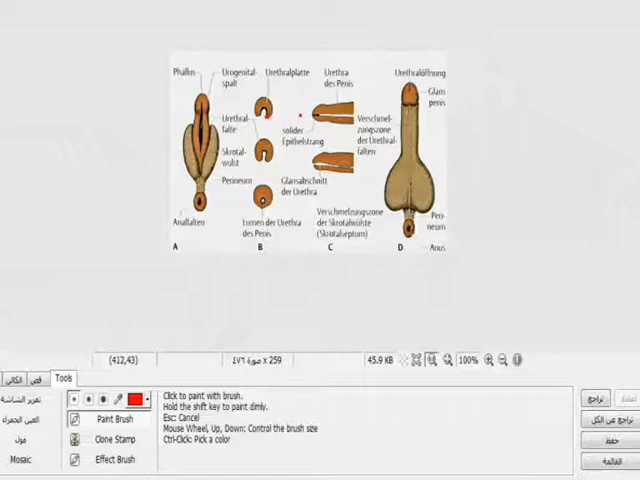 Phallus
Urogenital-
spalt
Urethralplatte
Urethra
des Penis
Urethralöffnung
Glans
penis
Urethral-
falte
solider
Epithelstrang
Verschmel-
zungszone
der Urethral-
falten
Skrotal-
wulst
Perineum
Glansabschnitt
der Urethra
Analfalten
Lumen der Urethra
des Penis
Verschmelzungszone
der Skrotalwülste
(Skrotalseptum)
Peri-
neum
Anus
A
B
C
D
(412,43)
صورة ٤٧٦ x 259
45.9 KB
100%
قص
Tools
تمرير الشاشة
العين الحمراء
Mosaic
Paint Brush
Clone Stamp
Effect Brush
Click to paint with brush.
Hold the shift key to paint dimly.
Esc: Cancel
Mouse Wheel, Up, Down: Control the brush size
Ctrl-Click: Pick a color
تراجع
تراجع عن الكل
حفظ
القائمة